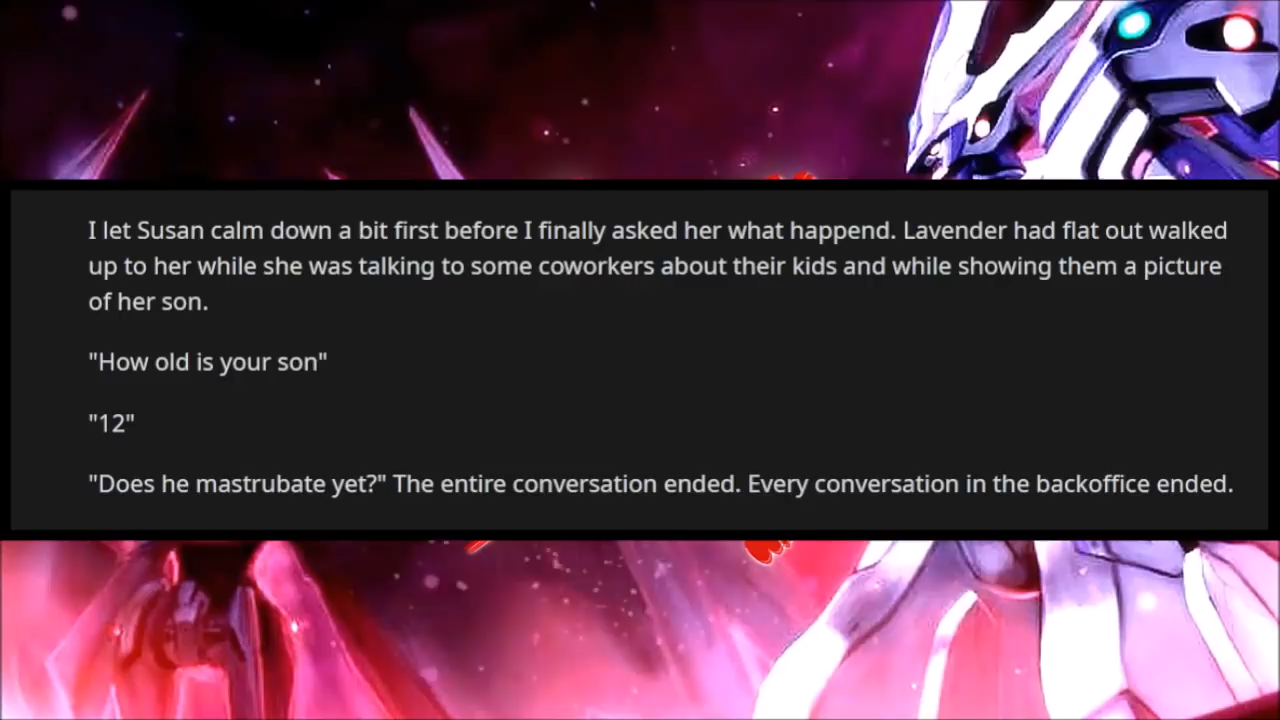 I let Susan calm down a bit first before I finally asked her what happend. Lavender had flat out walked
up to her while she was talking to some coworkers about their kids and while showing them a picture
of her son.
"How old is your son"
"12"
"Does he mastrubate yet?" The entire conversation ended. Every conversation in the backoffice ended.